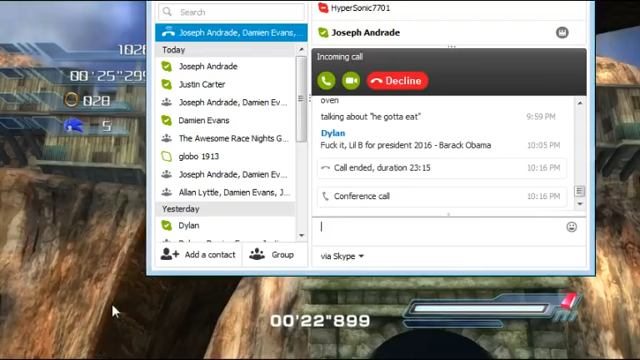 HyperSonic7701
Search
Joseph Andrade, Damien Evans,...
Joseph Andrade
Today
Incoming call
Decline
Joseph Andrade
Justin Carter
Joseph Andrade, Damien Ev...
Damien Evans
The Awesome Race Nights G...
globo 1913
Joseph Andrade, Damien Ev...
Allan Lyttle, Damien Evans, J...
Yesterday
Dylan
Add a contact
Group
oven
talking about "he gotta eat" 9:59 PM
Dylan
Fuck it, Lil B for president 2016 - Barack Obama 10:05 PM
Call ended, duration 23:15 10:16 PM
Conference call 10:16 PM
via Skype
00'25"299
028
5
00'22"899